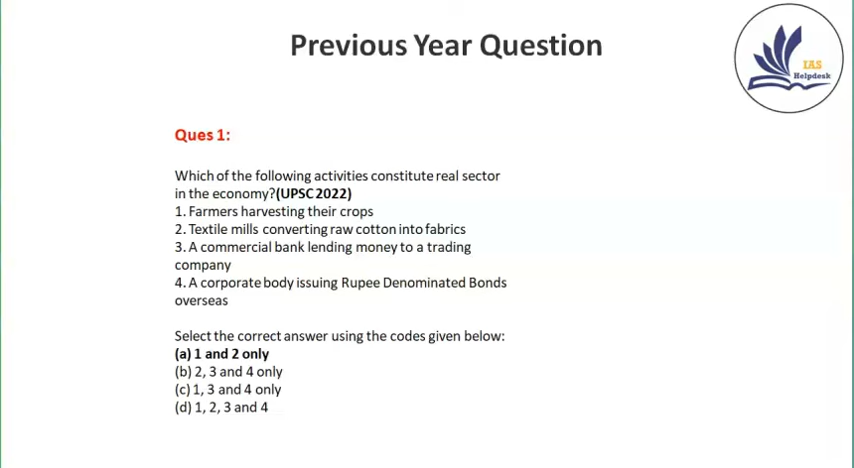 Previous Year Question
IAS
Helpdesk
Ques 1:
Which of the following activities constitute real sector
in the economy?(UPSC 2022)
1. Farmers harvesting their crops
2. Textile mills converting raw cotton into fabrics
3. A commercial bank lending money to a trading
company
4. A corporate body issuing Rupee Denominated Bonds
overseas
Select the correct answer using the codes given below:
(a) 1 and 2 only
(b) 2, 3 and 4 only
(c) 1, 3 and 4 only
(d) 1, 2, 3 and 4